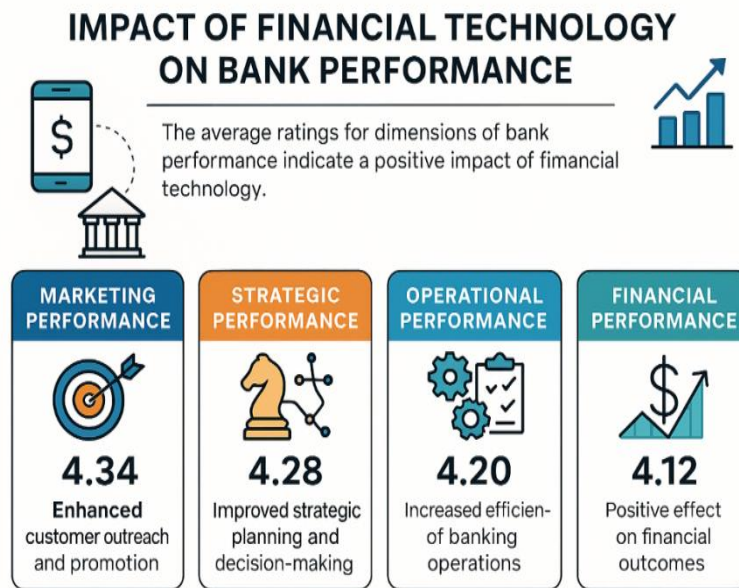 IMPACT OF FINANCIAL TECHNOLOGY
ON BANK PERFORMANCE
$
The average ratings for dimensions of bank
performance indicate a positive impact of fimancial
technology.
MARKETING
PERFORMANCE
4.34
Enhanced
customer outreach
and promotion
STRATEGIC
PERFORMANCE
4.28
Improved strategic
planning and
decision-making
OPERATIONAL
PERFORMANCE
4.20
Increased efficien-
of banking
operations
FINANCIAL
PERFORMANCE
$
4.12
Positive effect
on financial
outcomes